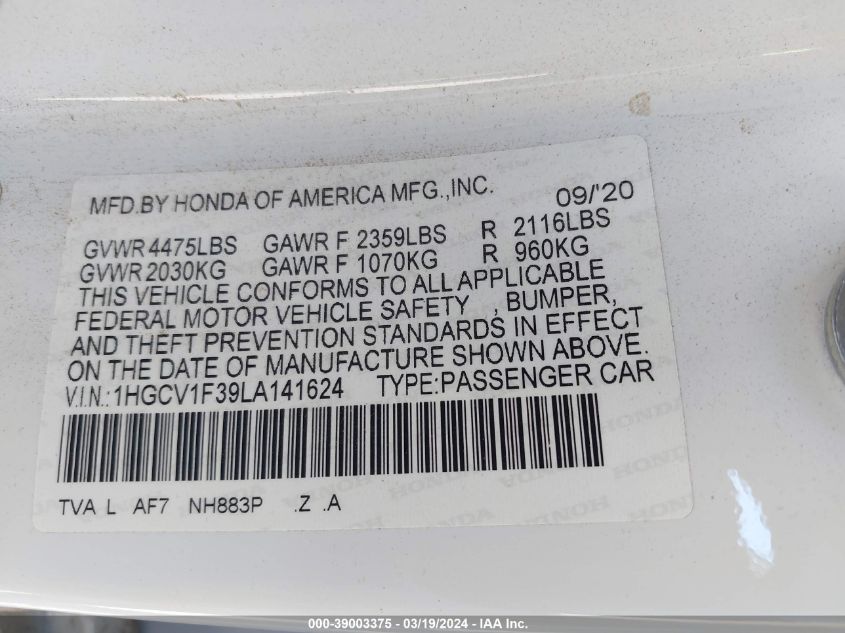 MFD.BY HONDA OF AMERICA MFG.,INC. 09/'20
GVWR 4475LBS GAWR F 2359LBS R 2116LBS
GVWR 2030KG GAWR F 1070KG R 960KG
THIS VEHICLE CONFORMS TO ALL APPLICABLE
FEDERAL MOTOR VEHICLE SAFETY , BUMPER,
AND THEFT PREVENTION STANDARDS IN EFFECT
ON THE DATE OF MANUFACTURE SHOWN ABOVE.
V.I.N.:1HGCV1F39LA141624 TYPE:PASSENGER CAR
TVA L AF7 NH883P .Z .A
000-39003375 - 03/19/2024 - IAA Inc.